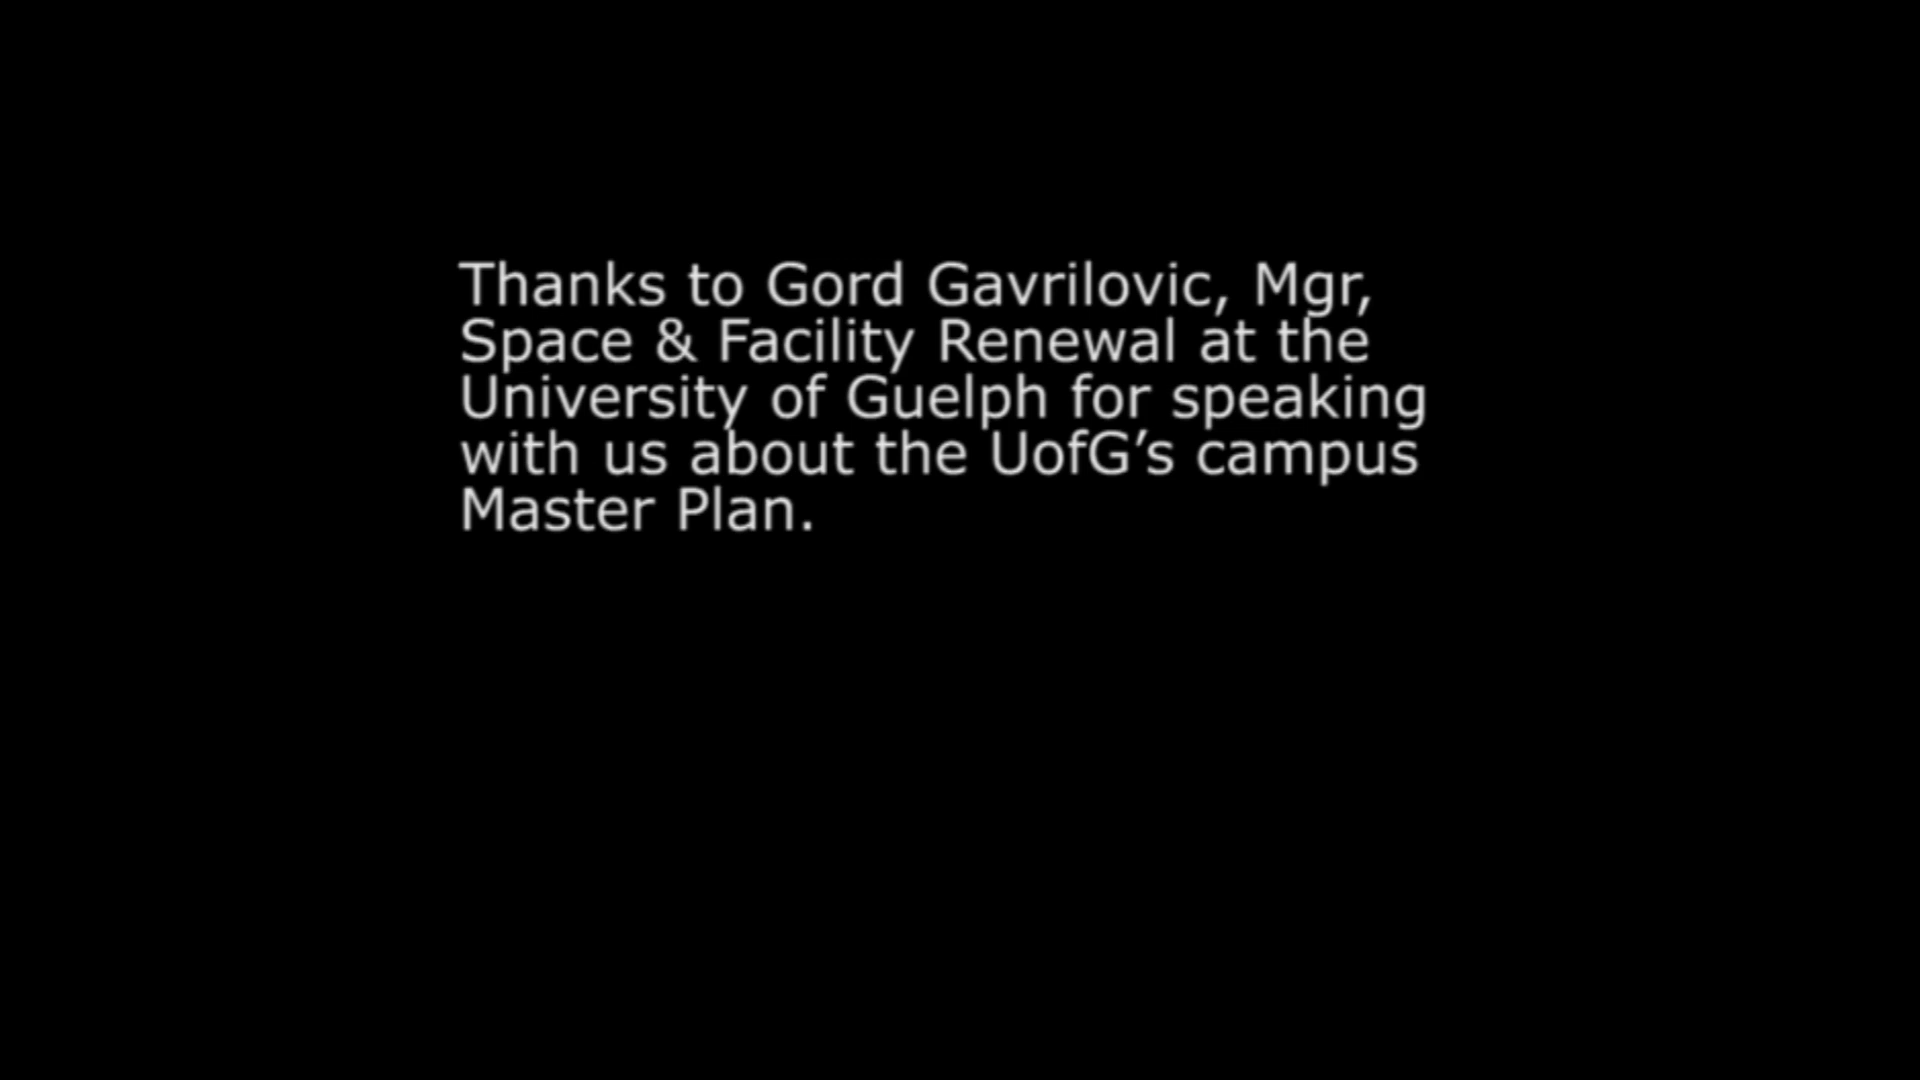 Thanks to Gord Gavrilovic, Mgr,
Space & Facility Renewal at the
University of Guelph for speaking
with us about the UofG’s campus
Master Plan.